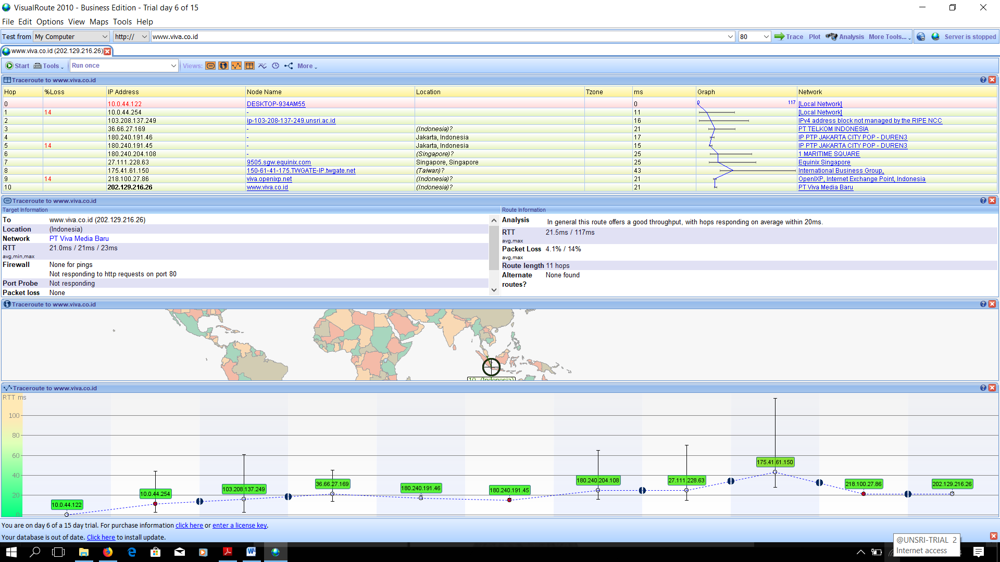 VisualRoute 2010 - Business Edition - Trial day 6 of 15
File Edit Options View Maps Tools Help
Test from My Computer http:// www.viva.co.id 80 Trace Plot Analysis More Tools... Server is stopped
www.viva.co.id (202.129.216.26)
Start Tools Run once Views: More
Traceroute to www.viva.co.id
Hop %Loss IP Address Node Name Location Tzone ms Graph Network
0 10.0.44.122 DESKTOP-934AM55 0 0 117 [Local Network]
1 14 10.0.44.254 - 11 [Local Network]
2 103.208.137.249 ip-103-208-137-249.unsri.ac.id 16 IPv4 address block not managed by the RIPE NCC
3 36.66.27.169 - (Indonesia)? 21 PT TELKOM INDONESIA
4 180.240.191.46 - Jakarta, Indonesia 17 IP PTP JAKARTA CITY POP - DUREN3
5 14 180.240.191.45 - Jakarta, Indonesia 15 IP PTP JAKARTA CITY POP - DUREN3
6 180.240.204.108 - (Singapore)? 25 1 MARITIME SQUARE
7 27.111.228.63 9505.sgw.equinix.com Singapore, Singapore 25 Equinix Singapore
8 175.41.61.150 150-61-41-175.TWGATE-IP.twgate.net (Taiwan)? 43 International Business Group,
9 14 218.100.27.86 viva.openixp.net (Indonesia)? 21 OpenIXP, Internet Exchange Point, Indonesia
10 202.129.216.26 www.viva.co.id (Indonesia)? 21 PT Viva Media Baru
Traceroute to www.viva.co.id
Target Information
To www.viva.co.id (202.129.216.26)
Location (Indonesia)
Network PT Viva Media Baru
RTT 21.0ms / 21ms / 23ms
avg,min,max
Firewall None for pings
Not responding to http requests on port 80
Port Probe Not responding
Packet loss None
Route Information
Analysis In general this route offers a good throughput, with hops responding on average within 20ms.
RTT 21.5ms / 117ms
avg,max
Packet Loss 4.1% / 14%
avg,max
Route length 11 hops
Alternate None found
routes?
Traceroute to www.viva.co.id
10 (Indonesia)
Traceroute to www.viva.co.id
RTT ms
100
80
60
40
20
0
10.0.44.122
10.0.44.254
103.208.137.249
36.66.27.169
180.240.191.46
180.240.191.45
180.240.204.108
27.111.228.63
175.41.61.150
218.100.27.86
202.129.216.26
You are on day 6 of a 15 day trial. For purchase information click here or enter a license key.
Your database is out of date. Click here to install update.
@UNSRI-TRIAL 2
Internet access